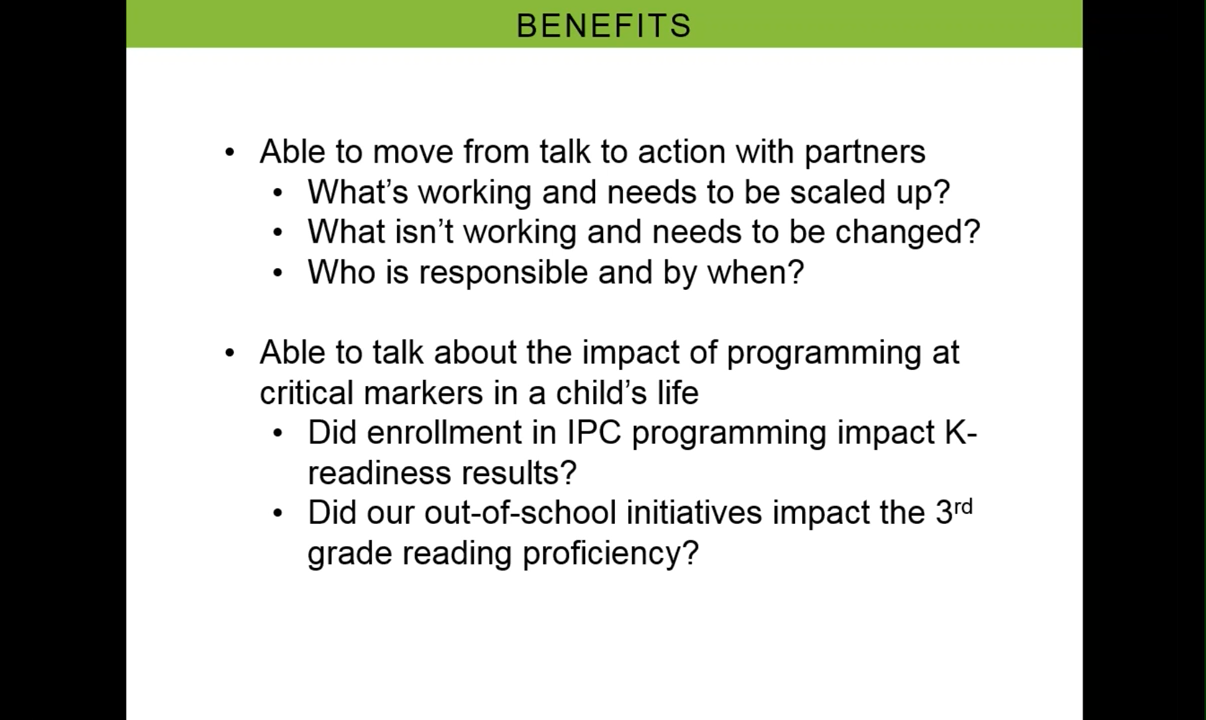 BENEFITS
• Able to move from talk to action with partners
• What’s working and needs to be scaled up?
• What isn’t working and needs to be changed?
• Who is responsible and by when?
• Able to talk about the impact of programming at
critical markers in a child’s life
• Did enrollment in IPC programming impact K-
readiness results?
• Did our out-of-school initiatives impact the 3rd
grade reading proficiency?